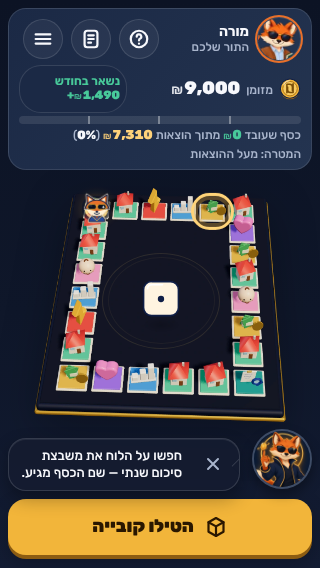 מורה
התור שלכם
מזומן 9,000₪
נשאר בחודש
+1,490₪
כסף שעובד 0₪ מתוך הוצאות 7,310₪ (0%)
המטרה: מעל ההוצאות
חפשו על הלוח את משבצת
סיכום שנתי – שם הכסף מגיע.
הטילו קובייה